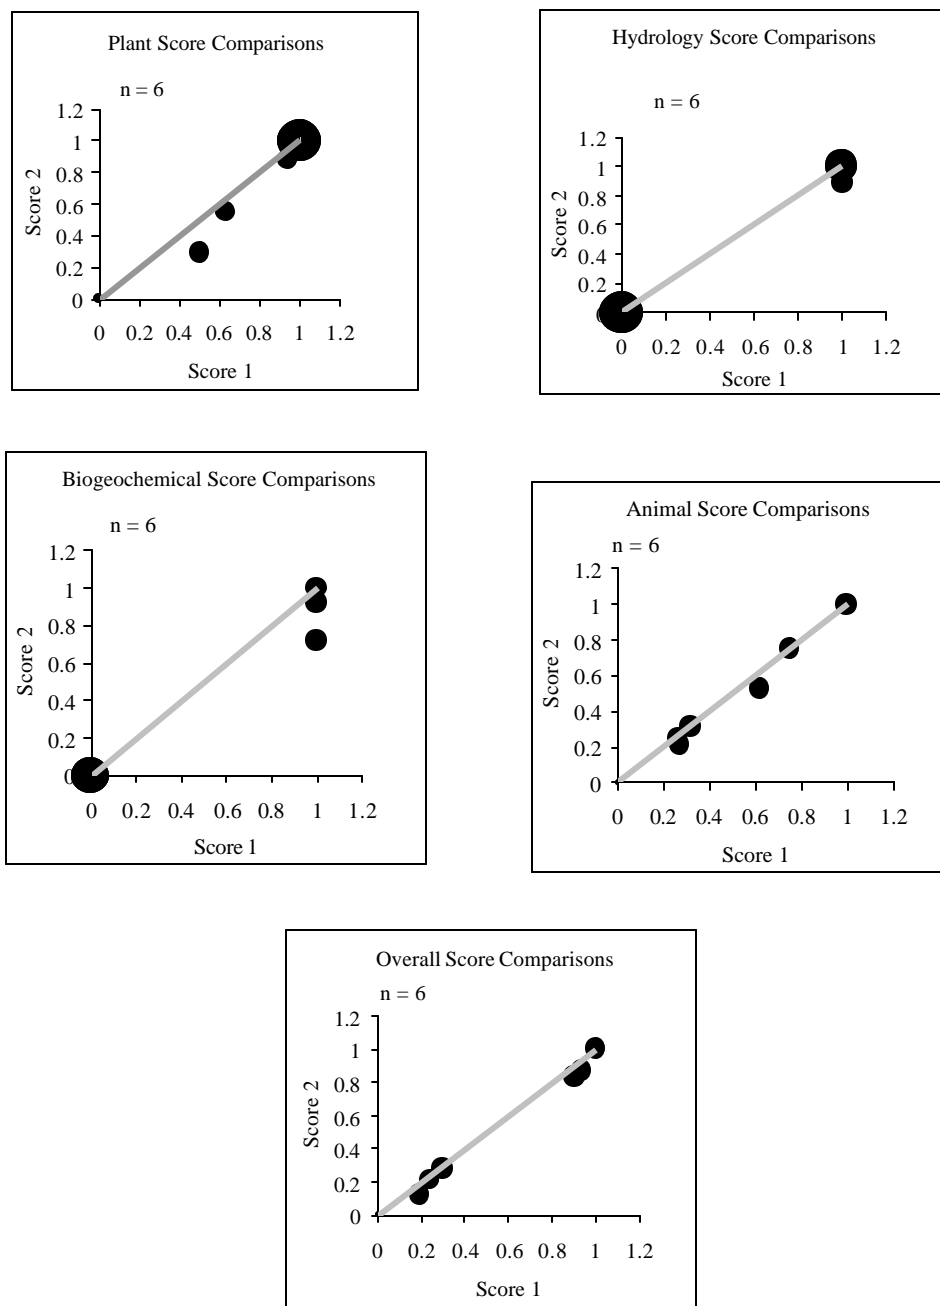 Plant Score Comparisons
n = 6
1.2
1
0.8
0.6
0.4
0.2
0
Score 2
0 0.2 0.4 0.6 0.8 1 1.2
Score 1
Hydrology Score Comparisons
n = 6
1.2
1
0.8
0.6
0.4
0.2
Score 2
0 0.2 0.4 0.6 0.8 1 1.2
Score 1
Biogeochemical Score Comparisons
n = 6
1.2
1
0.8
0.6
0.4
0.2
0
Score 2
0 0.2 0.4 0.6 0.8 1 1.2
Score 1
Animal Score Comparisons
n = 6
1.2
1
0.8
0.6
0.4
0.2
0
Score 2
0 0.2 0.4 0.6 0.8 1 1.2
Score 1
Overall Score Comparisons
n = 6
1.2
1
0.8
0.6
0.4
0.2
0
Score 2
0 0.2 0.4 0.6 0.8 1 1.2
Score 1